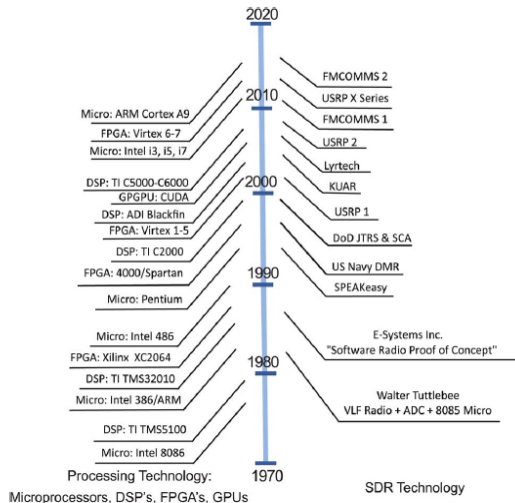 2020
FMCOMMS 2
USRP X Series
2010
Micro: ARM Cortex A9
FMCOMMS 1
FPGA: Virtex 6-7
USRP 2
Micro: Intel i3, i5, i7
Lyrtech
DSP: TI C5000-C6000
KUAR
2000
GPGPU: CUDA
DSP: ADI Blackfin
USRP 1
FPGA: Virtex 1-5
DoD JTRS & SCA
DSP: TI C2000
US Navy DMR
FPGA: 4000/Spartan
1990
SPEAKeasy
Micro: Pentium
Micro: Intel 486
E-Systems Inc.
"Software Radio Proof of Concept"
FPGA: Xilinx XC2064
1980
DSP: TI TMS32010
Micro: Intel 386/ARM
Walter Tuttlebee
VLF Radio + ADC + 8085 Micro
DSP: TI TMS5100
Micro: Intel 8086
1970
Processing Technology:
Microprocessors, DSP's, FPGA's, GPUs
SDR Technology